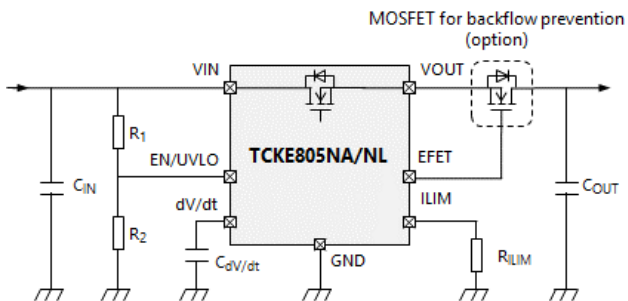 MOSFET for backflow prevention
(option)
VIN
VOUT
R1
EN/UVLO
TCKE805NA/NL
EFET
CIN
dV/dt
ILIM
COUT
R2
CdV/dt
GND
RILIM